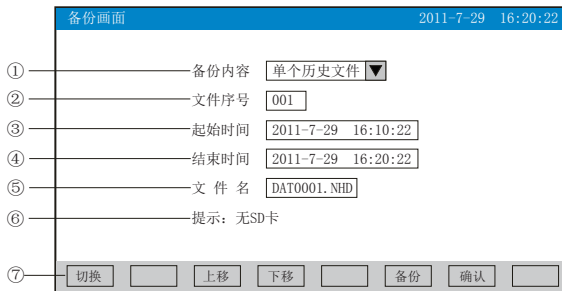 备份画面 2011-7-29 16:20:22
① 备份内容 单个历史文件▼
② 文件序号 001
③ 起始时间 2011-7-29 16:10:22
④ 结束时间 2011-7-29 16:20:22
⑤ 文 件 名 DAT0001.NHD
⑥ 提示：无SD卡
⑦ 切换 上移 下移 备份 确认